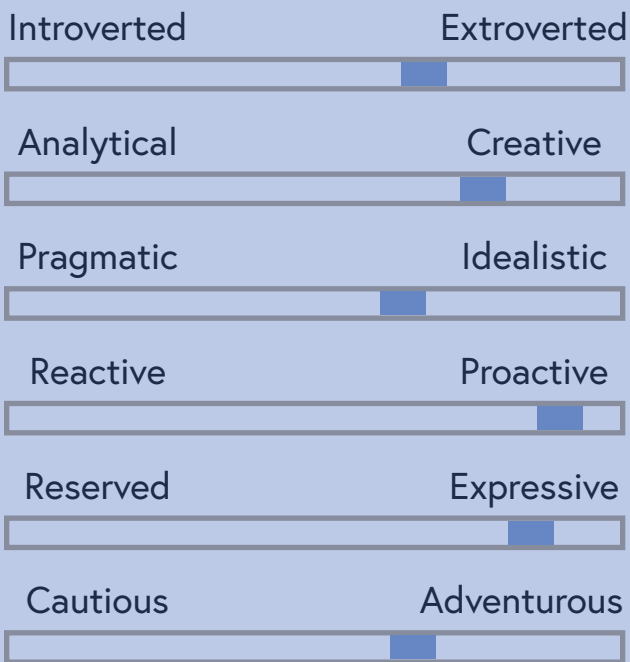 Introverted Extroverted
Analytical Creative
Pragmatic Idealistic
Reactive Proactive
Reserved Expressive
Cautious Adventurous